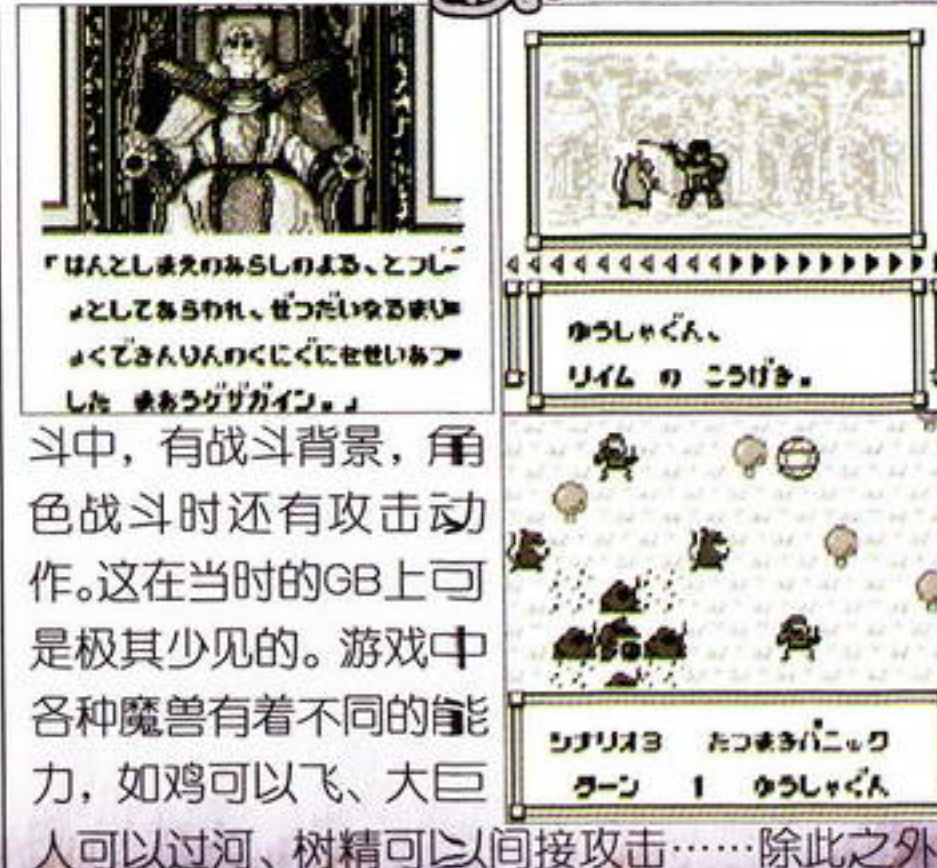 「はんとしまえのあらしのよる、とつじ
ょとしてあらわれ、ぜつだいなるまり
ょくできんりんのくにぐにをせいあつ
した まおうグザガイン。」
ゆうしゃぐん、
リイム の こうげき。
シナリオ3 たつまきパニック
ターン 1 ゆうしゃぐん
斗中，有战斗背景，角
色战斗时还有攻击动
作。这在当时的GB上可
是极其少见的。游戏中
各种魔兽有着不同的能
力，如鸡可以飞、大巨
人可以过河、树精可以间接攻击……除此之外